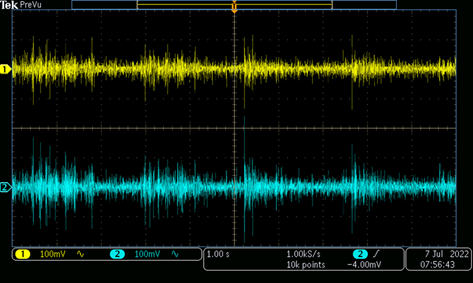 Tek PreVu
T
1
2
1 100mV 2 100mV 1.00 s 1.00kS/s 2 7 Jul 2022
10k points -4.00mV 07:56:43